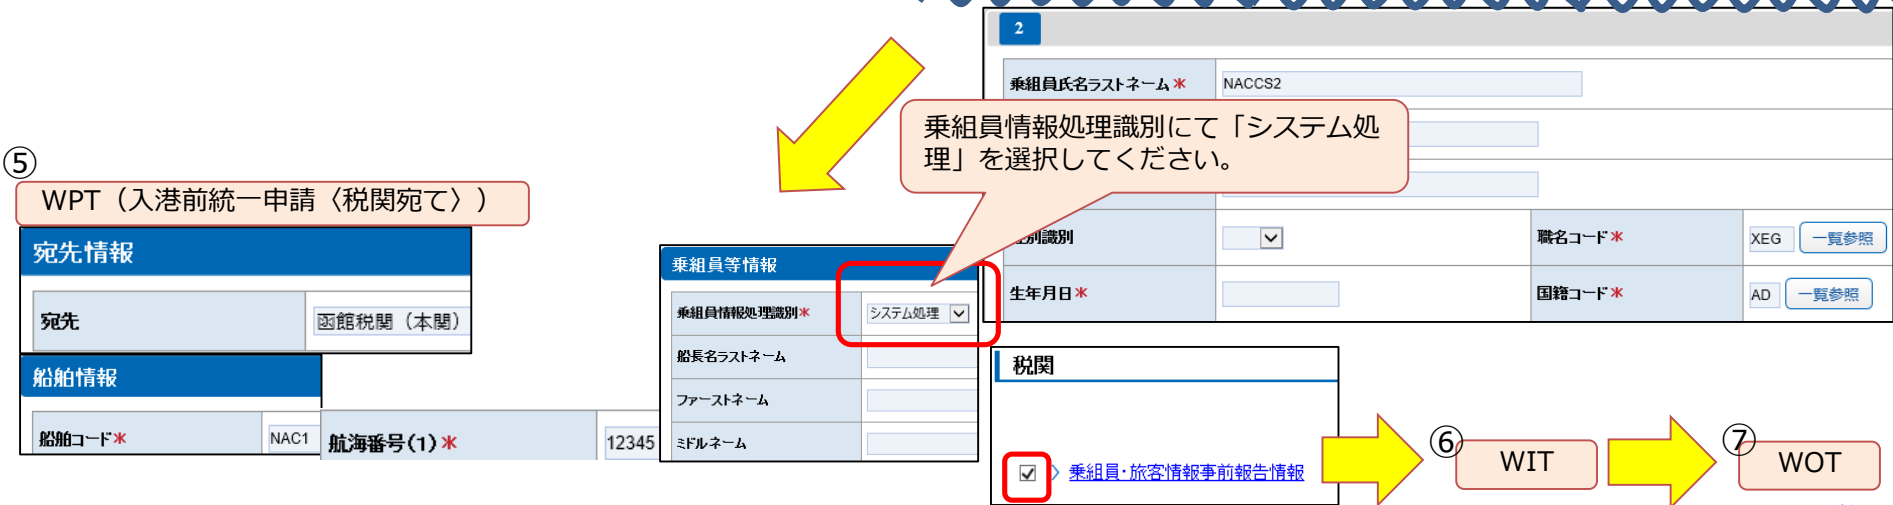 2
乗組員氏名ラストネーム*
NACCS2
乗組員情報処理識別にて「システム処
理」を選択してください。
別識別
職名コード*
XEG
一覧参照
生年月日*
国籍コード*
AD
一覧参照
⑤
WPT（入港前統一申請〈税関宛て〉）
宛先情報
宛先
函館税関（本関）
船舶情報
船舶コード*
NAC1
航海番号(1)*
12345
乗組員等情報
乗組員情報処理識別*
システム処理
船長名ラストネーム
ファーストネーム
ミドルネーム
税関
乗組員・旅客情報事前報告情報
⑥
WIT
⑦
WOT